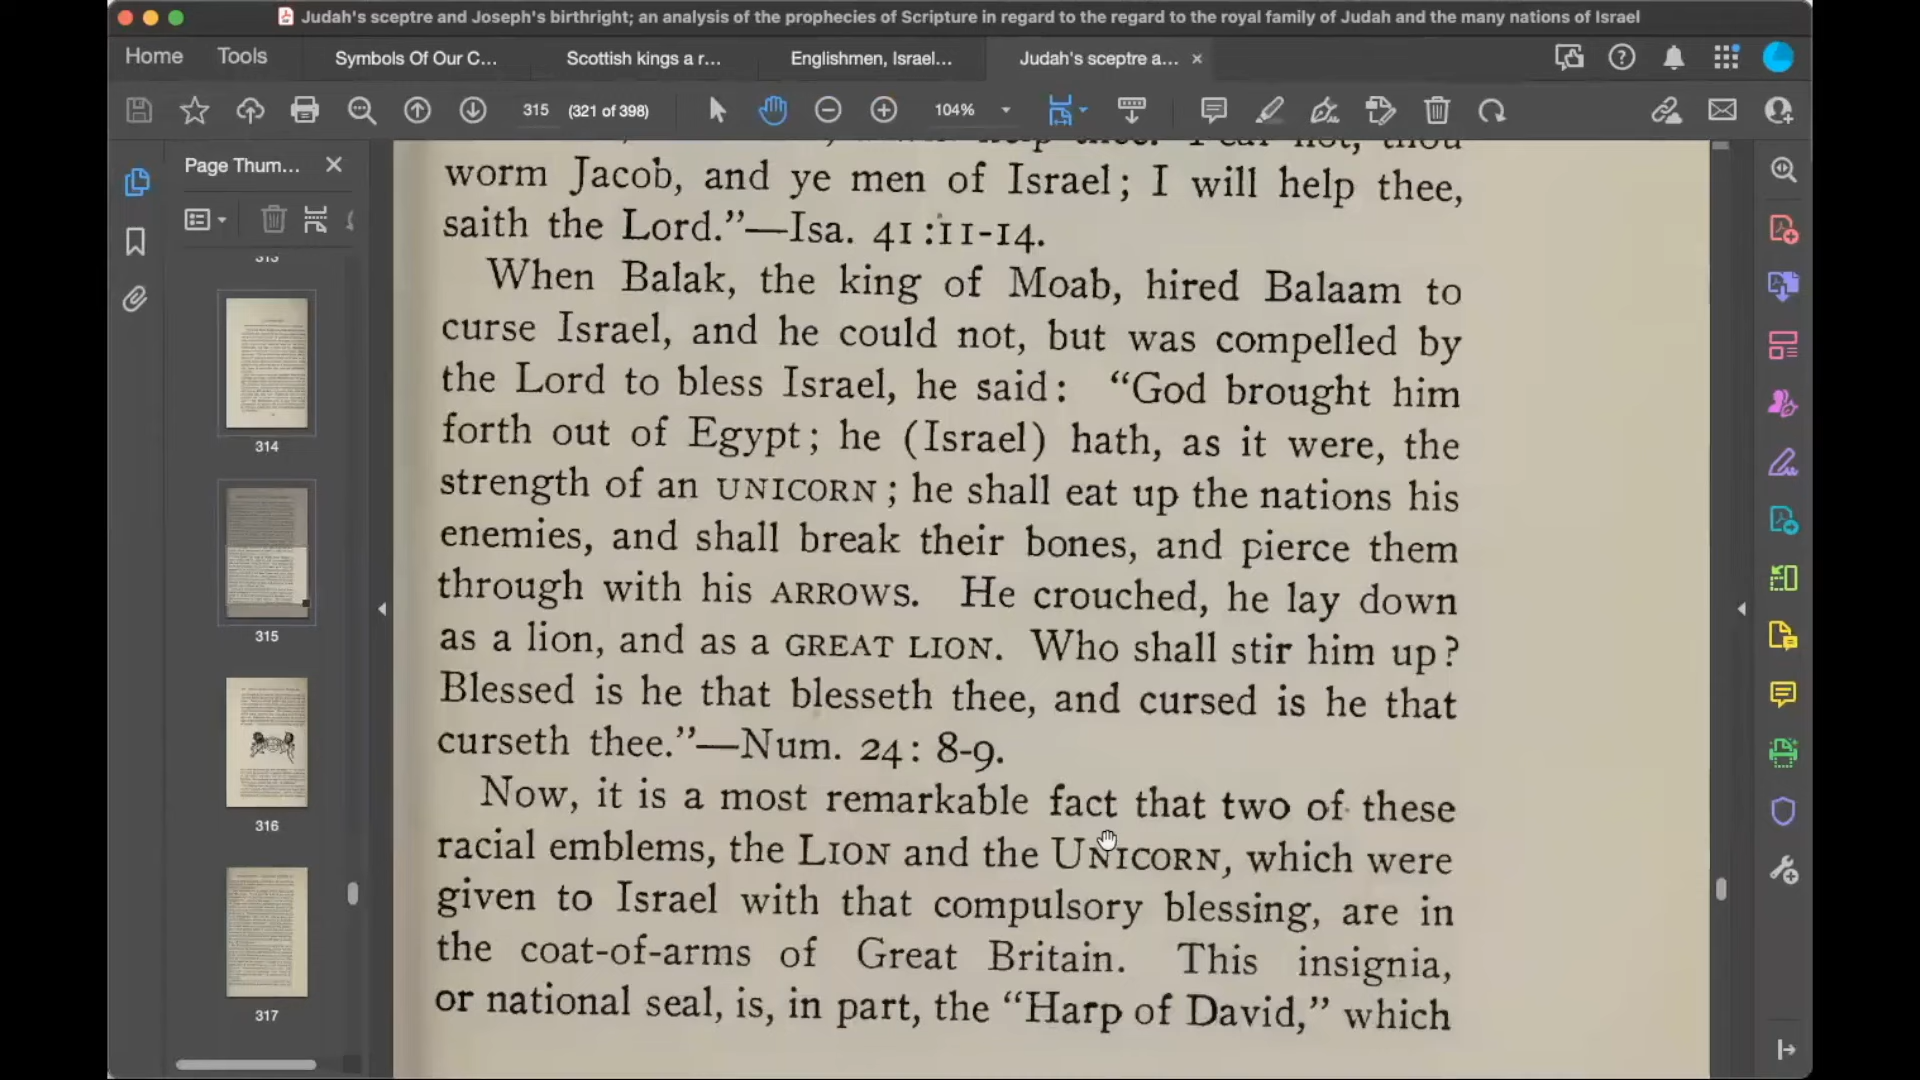 Judah's sceptre and Joseph's birthright; an analysis of the prophecies of Scripture in regard to the regard to the royal family of Judah and the many nations of Israel
Home Tools Symbols Of Our C... Scottish kings a r... Englishmen, Israel... Judah's sceptre a...
315 (321 of 398) 104%
Page Thum...
313
314
315
316
317
help thee. Fear not, thou
worm Jacob, and ye men of Israel; I will help thee,
saith the Lord.”—Isa. 41:11-14.
When Balak, the king of Moab, hired Balaam to
curse Israel, and he could not, but was compelled by
the Lord to bless Israel, he said: “God brought him
forth out of Egypt; he (Israel) hath, as it were, the
strength of an UNICORN; he shall eat up the nations his
enemies, and shall break their bones, and pierce them
through with his ARROWS. He crouched, he lay down
as a lion, and as a GREAT LION. Who shall stir him up?
Blessed is he that blesseth thee, and cursed is he that
curseth thee.”—Num. 24: 8-9.
Now, it is a most remarkable fact that two of these
racial emblems, the LION and the UNICORN, which were
given to Israel with that compulsory blessing, are in
the coat-of-arms of Great Britain. This insignia,
or national seal, is, in part, the “Harp of David,” which